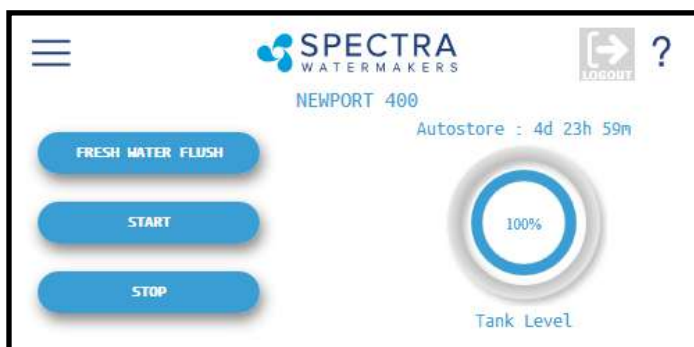 SPECTRA
WATERMAKERS
LOGOUT
?
NEWPORT 400
Autostore : 4d 23h 59m
FRESH WATER FLUSH
START
STOP
100%
Tank Level